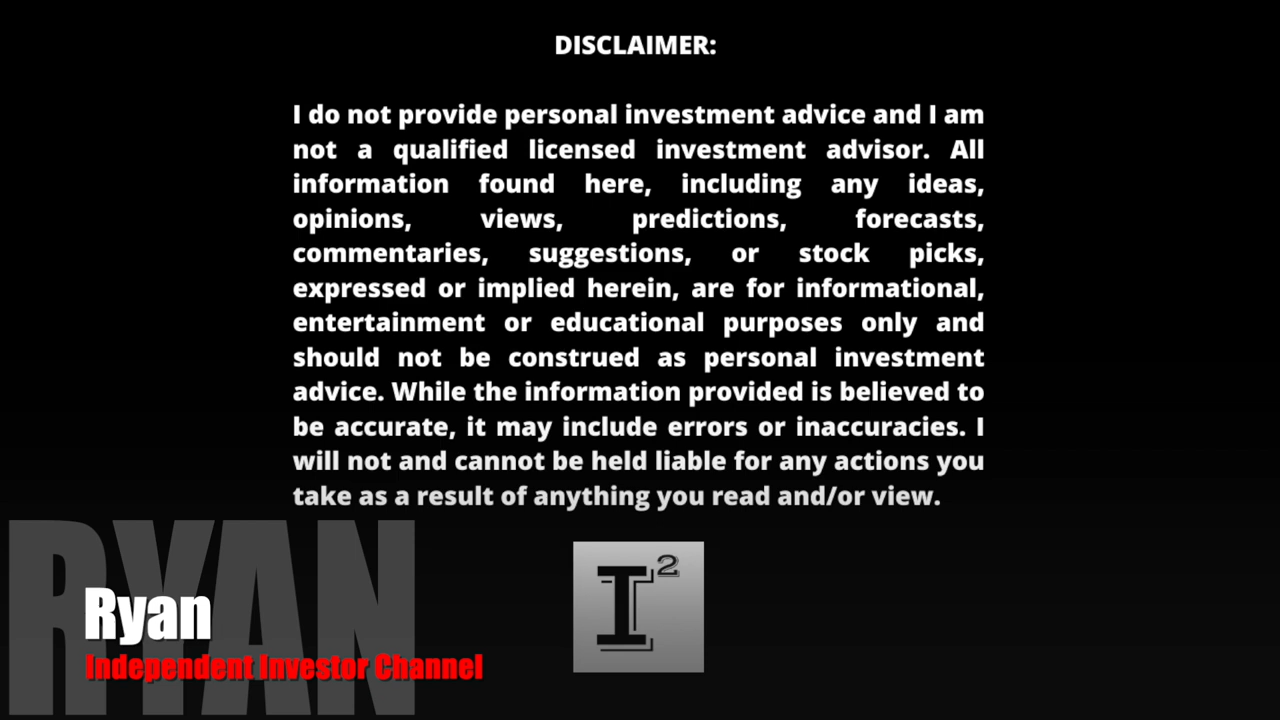 DISCLAIMER:
I do not provide personal investment advice and I am
not a qualified licensed investment advisor. All
information found here, including any ideas,
opinions, views, predictions, forecasts,
commentaries, suggestions, or stock picks,
expressed or implied herein, are for informational,
entertainment or educational purposes only and
should not be construed as personal investment
advice. While the information provided is believed to
be accurate, it may include errors or inaccuracies. I
will not and cannot be held liable for any actions you
take as a result of anything you read and/or view.
RYAN
Ryan
Independent Investor Channel
I²